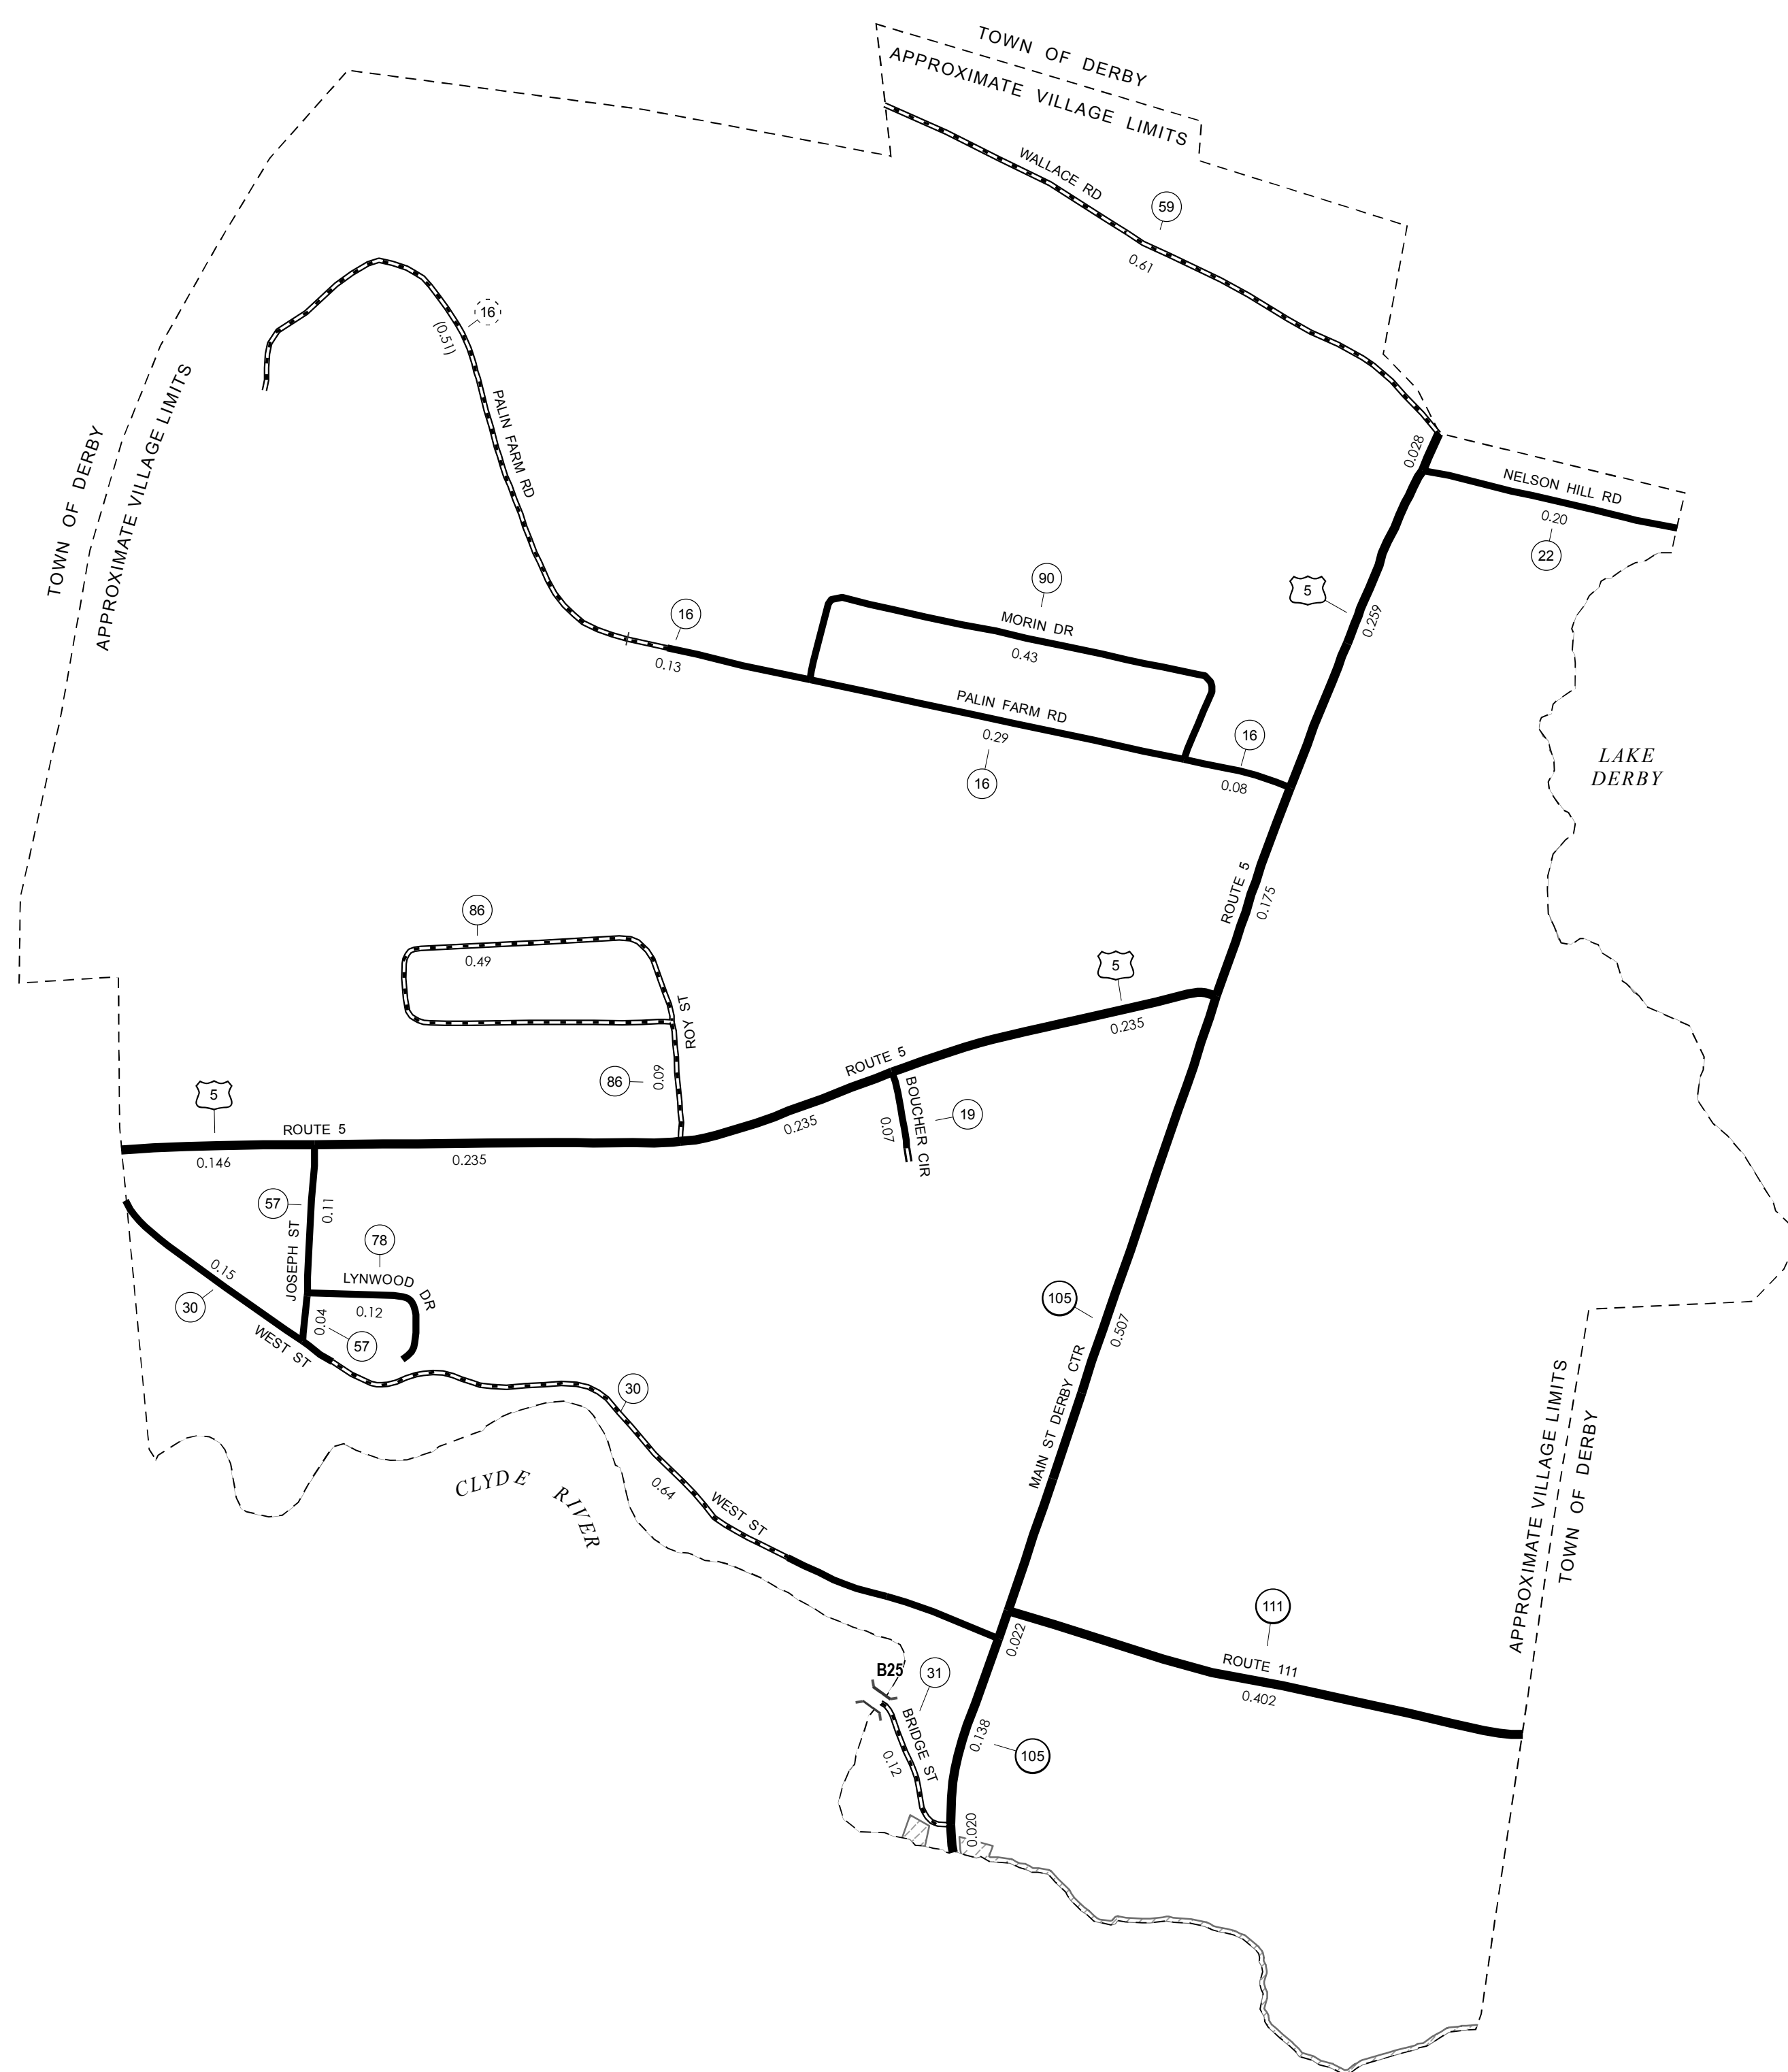 TOWN OF DERBY
APPROXIMATE VILLAGE LIMITS
WALLACE RD
59
0.61
16
(0.51)
PALIN FARM RD
TOWN OF DERBY
APPROXIMATE VILLAGE LIMITS
0.028
NELSON HILL RD
0.20
22
5
0.259
90
MORIN DR
0.43
16
0.13
PALIN FARM RD
0.29
16
16
0.08
LAKE
DERBY
ROUTE 5
0.175
86
0.49
ROY ST
86
0.09
5
0.235
ROUTE 5
0.235
BOUCHER CIR
19
0.07
5
ROUTE 5
0.146
0.235
57
0.11
JOSEPH ST
78
LYNWOOD DR
0.12
0.04
57
0.15
30
WEST ST
30
0.64
WEST ST
CLYDE RIVER
105
0.507
MAIN ST DERBY CTR
0.022
111
ROUTE 111
0.402
APPROXIMATE VILLAGE LIMITS
TOWN OF DERBY
B25
31
BRIDGE ST
0.12
0.138
105
0.020